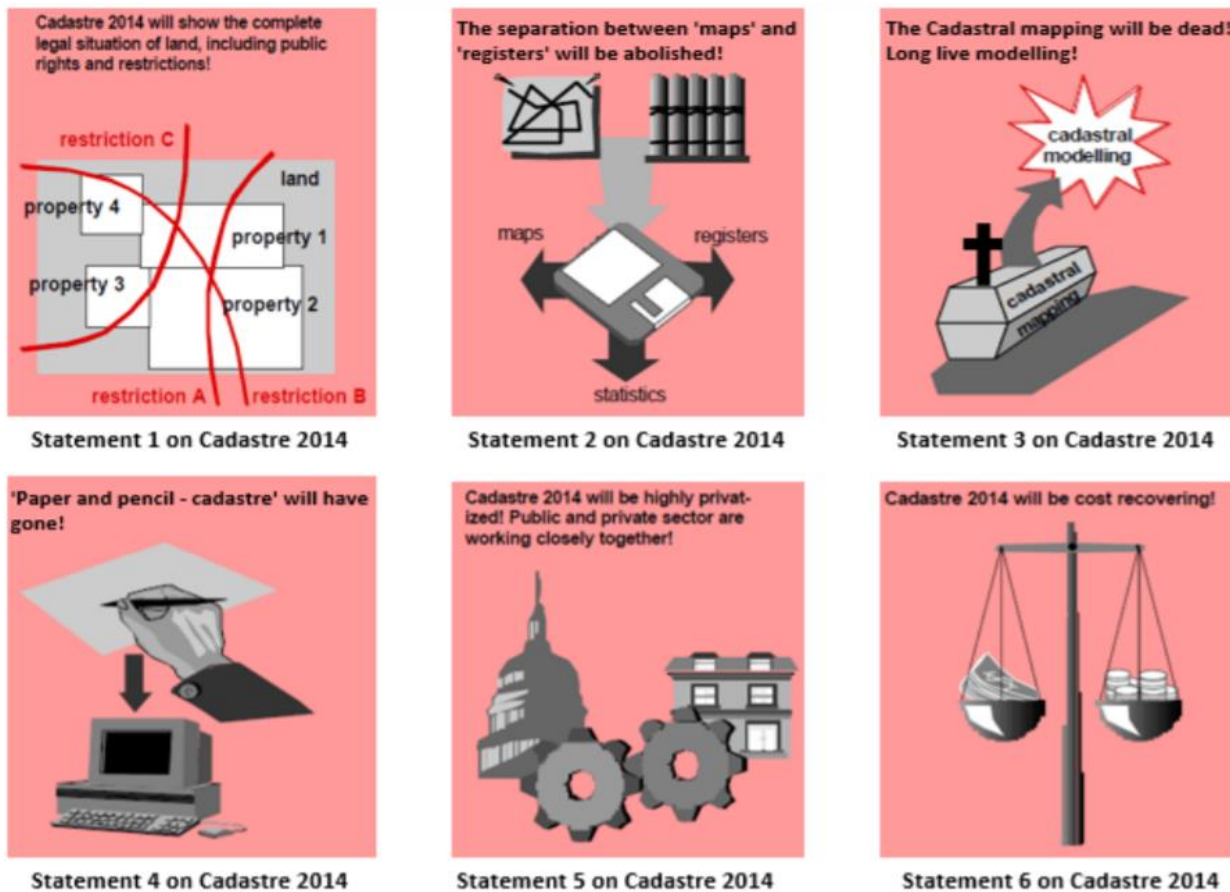 Cadastre 2014 will show the complete
legal situation of land, including public
rights and restrictions!
restriction C
land
property 4
property 1
property 3
property 2
restriction A
restriction B
Statement 1 on Cadastre 2014
The separation between 'maps' and
'registers' will be abolished!
maps
registers
statistics
Statement 2 on Cadastre 2014
The Cadastral mapping will be dead!
Long live modelling!
cadastral
modelling
cadastral
mapping
Statement 3 on Cadastre 2014
'Paper and pencil - cadastre' will have
gone!
Statement 4 on Cadastre 2014
Cadastre 2014 will be highly privat-
ized! Public and private sector are
working closely together!
Statement 5 on Cadastre 2014
Cadastre 2014 will be cost recovering!
Statement 6 on Cadastre 2014